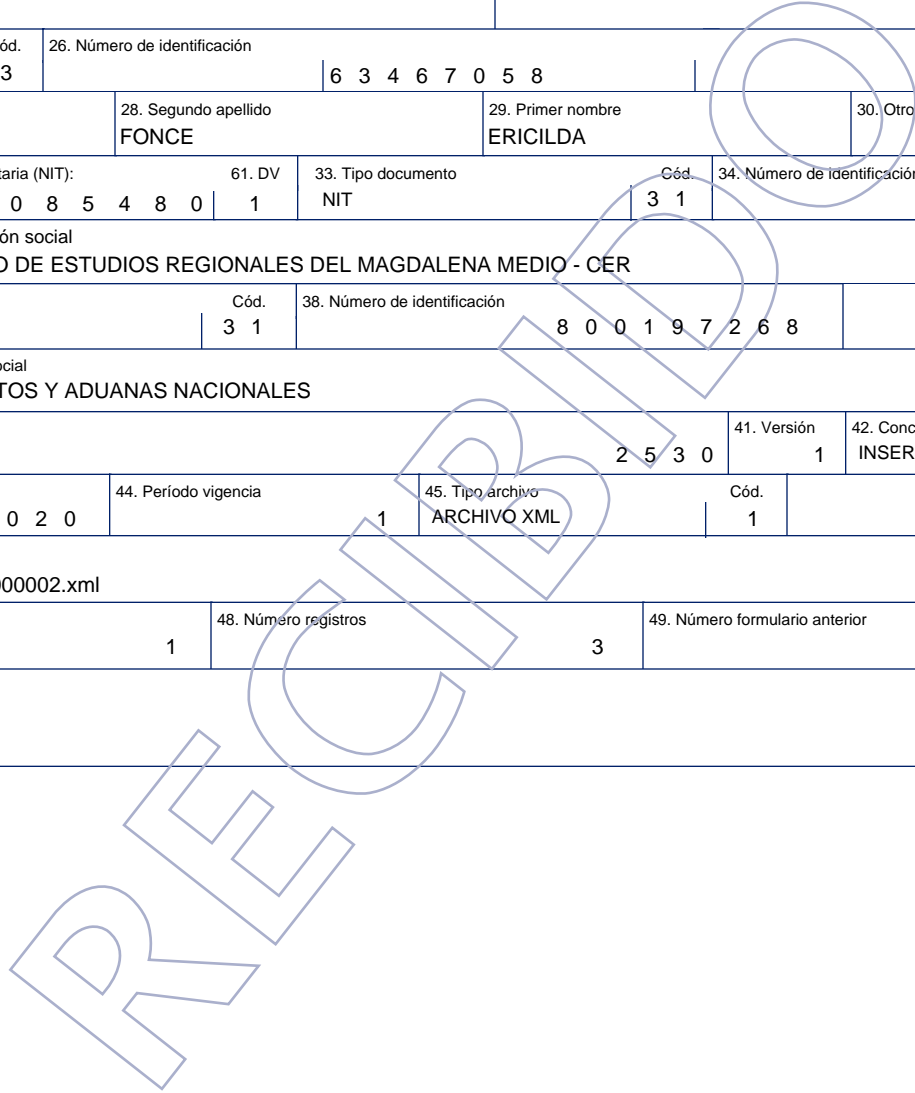 ód. 26. Número de identificación
3 6 3 4 6 7 0 5 8
28. Segundo apellido 29. Primer nombre 30. Otro
FONCE ERICILDA
taria (NIT): 61. DV 33. Tipo documento Cód. 34. Número de identificación
0 8 5 4 8 0 1 NIT 3 1
ón social
O DE ESTUDIOS REGIONALES DEL MAGDALENA MEDIO - CER
Cód. 38. Número de identificación
3 1 8 0 0 1 9 7 2 6 8
ocial
TOS Y ADUANAS NACIONALES
41. Versión 42. Conc
2 5 3 0 1 INSER
44. Período vigencia 45. Tipo archivo Cód.
0 2 0 1 ARCHIVO XML 1
000002.xml
48. Número registros 49. Número formulario anterior
1 3
RECIBIDO